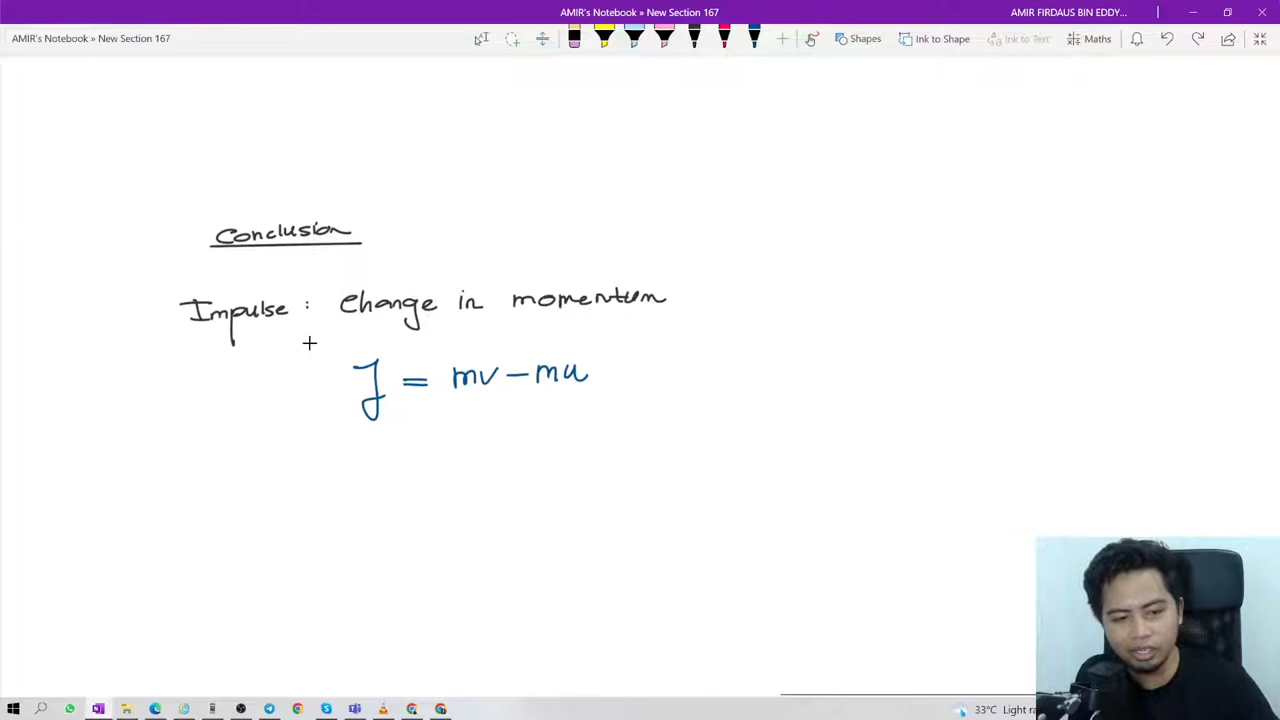 AMIR's Notebook » New Section 167
AMIR FIRDAUS BIN EDDY...
AMIR's Notebook » New Section 167
Shapes
Ink to Shape
Ink to Text
Maths
Conclusion
Impulse : Change in momentum
J = mv - mu
33°C Light ra